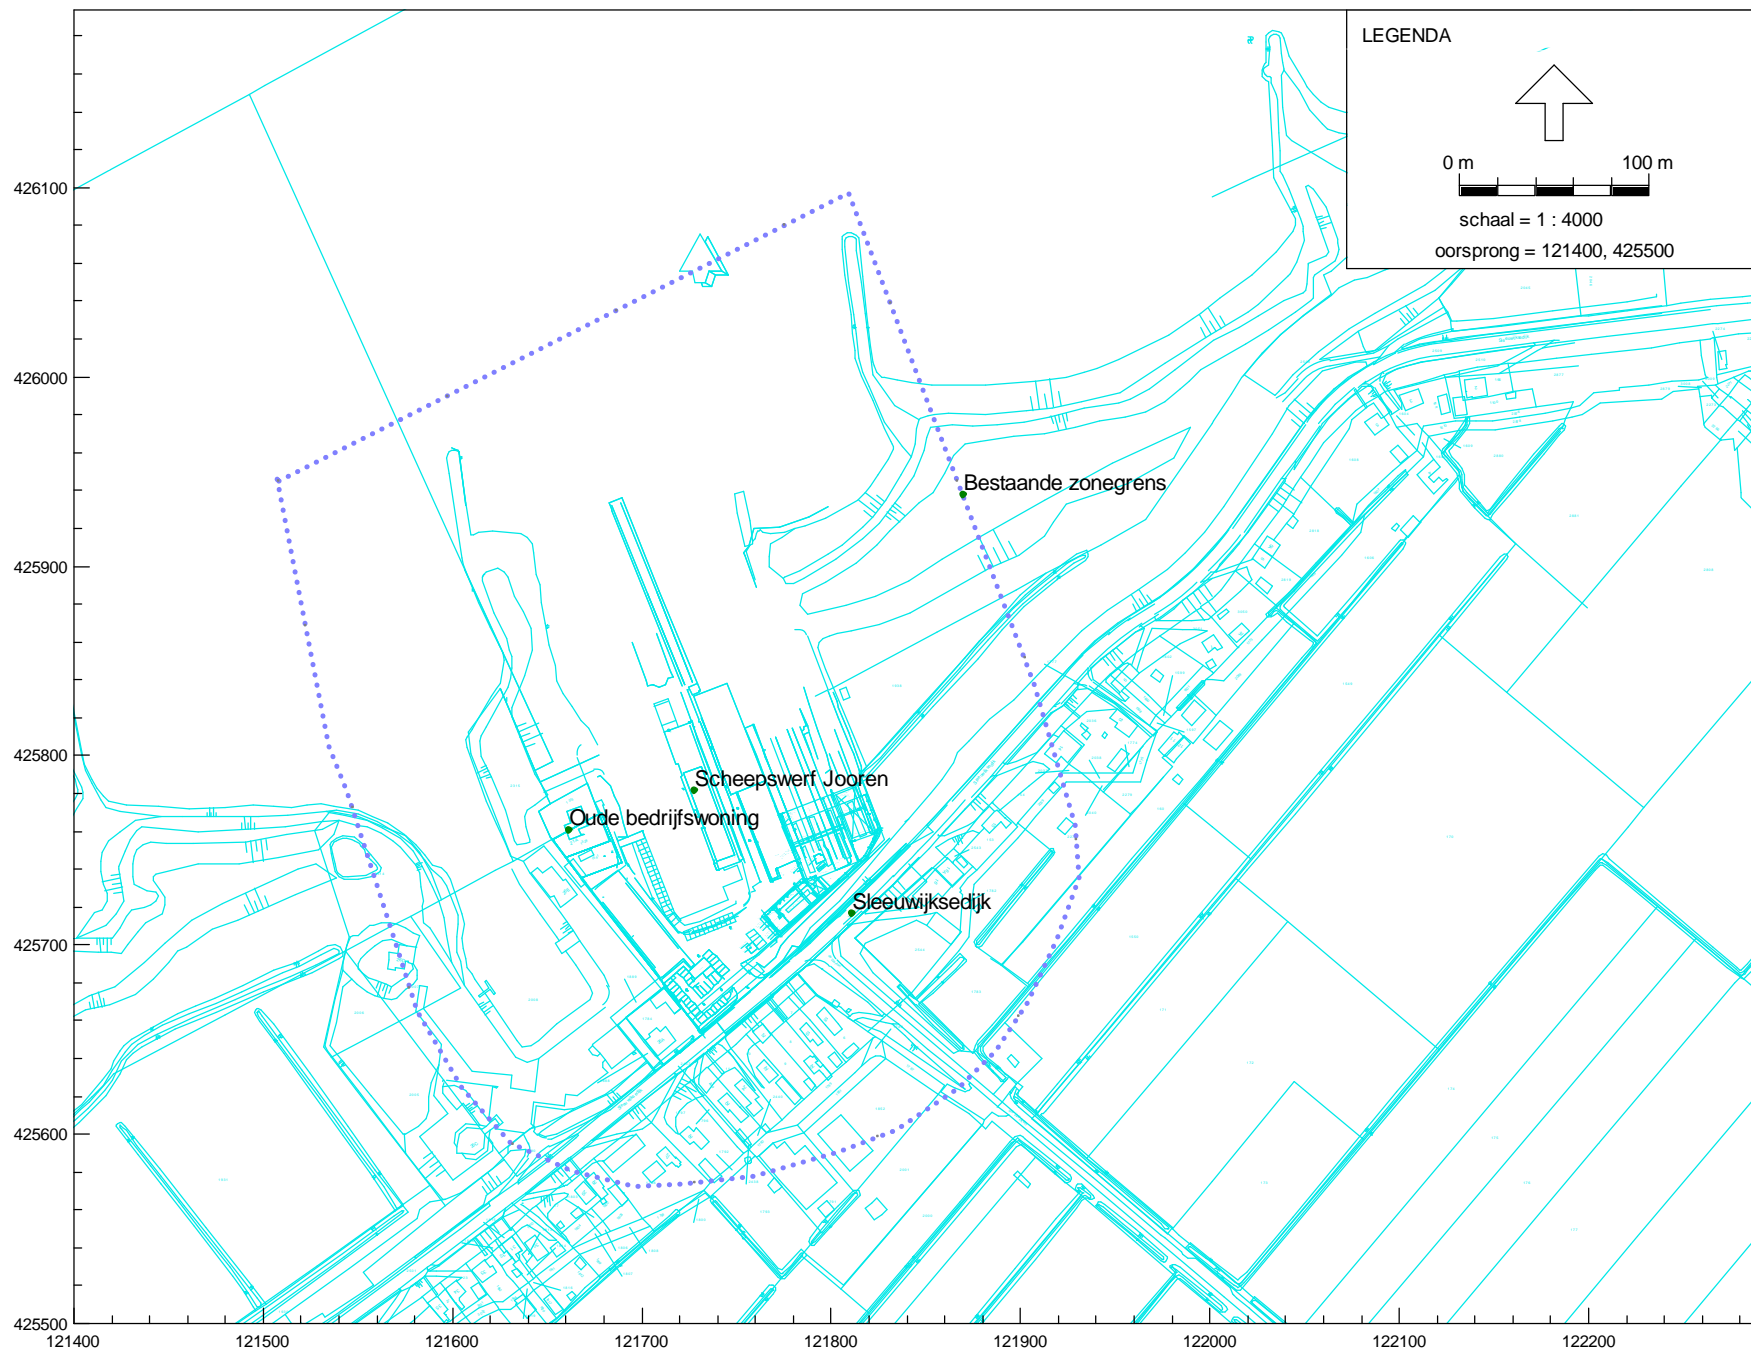 LEGENDA
0 m 100 m
schaal = 1 : 4000
oorsprong = 121400, 425500
426100
426000
425900
425800
425700
425600
425500
Bestaande zonegrens
Scheepswerf Jooren
Oude bedrijfswoning
Sleeuwijksedijk
121400 121500 121600 121700 121800 121900 122000 122100 122200